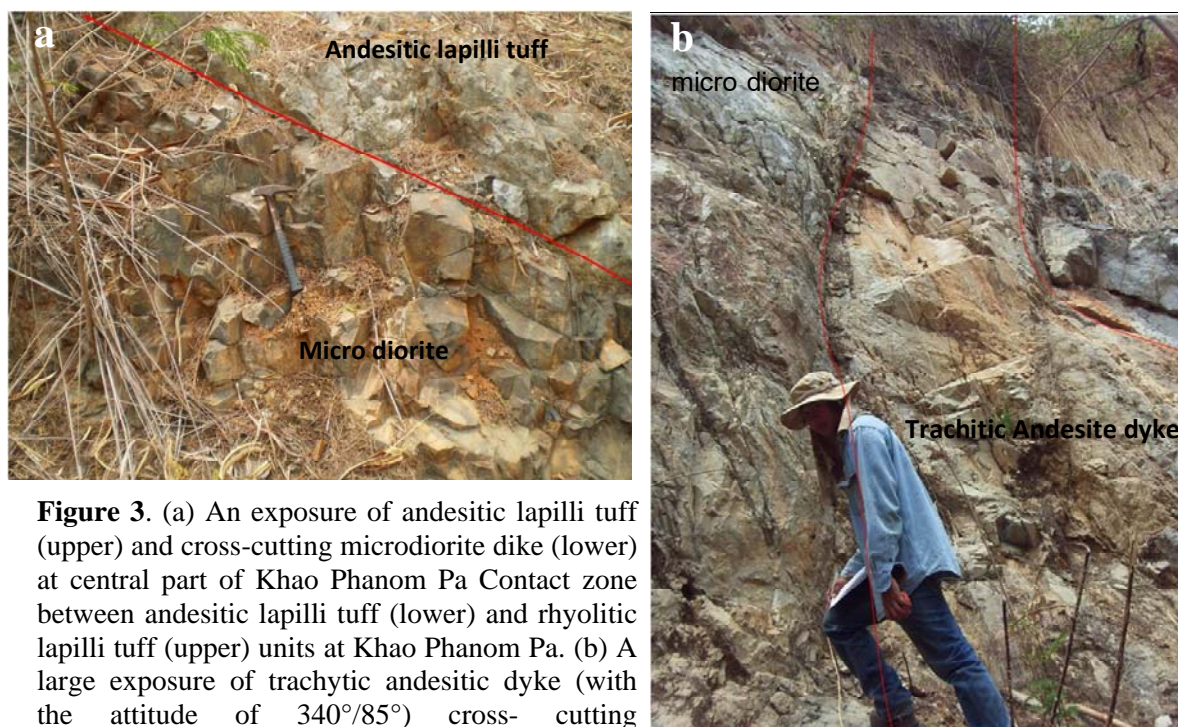 a
Andesitic lapilli tuff
Micro diorite
b
micro diorite
Trachitic Andesite dyke
Figure 3. (a) An exposure of andesitic lapilli tuff
(upper) and cross-cutting microdiorite dike (lower)
at central part of Khao Phanom Pa Contact zone
between andesitic lapilli tuff (lower) and rhyolitic
lapilli tuff (upper) units at Khao Phanom Pa. (b) A
large exposure of trachytic andesitic dyke (with
the attitude of 340°/85°) cross- cutting